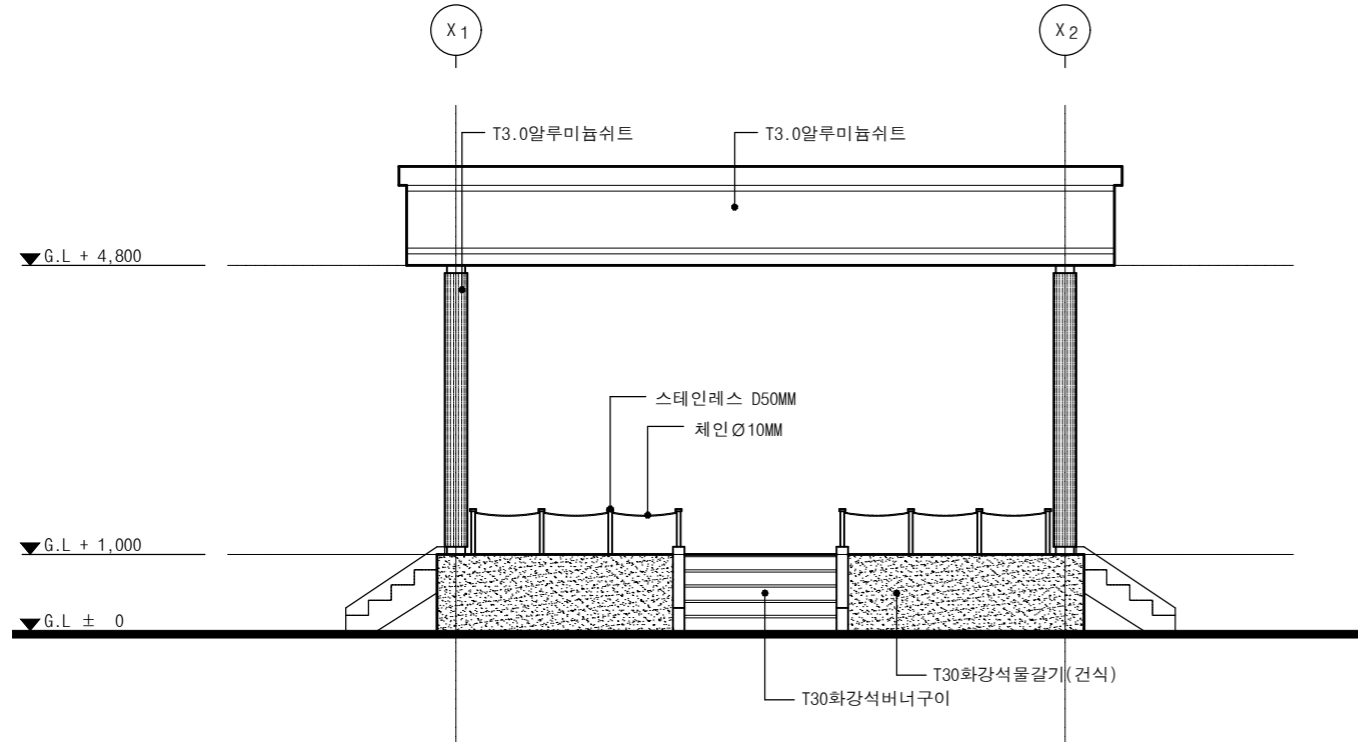 X1
X2
T3.0알루미늄쉬트
T3.0알루미늄쉬트
G.L + 4,800
스테인레스 D50MM
체인Ø10MM
G.L + 1,000
G.L ± 0
T30화강석물갈기(건식)
T30화강석버너구이